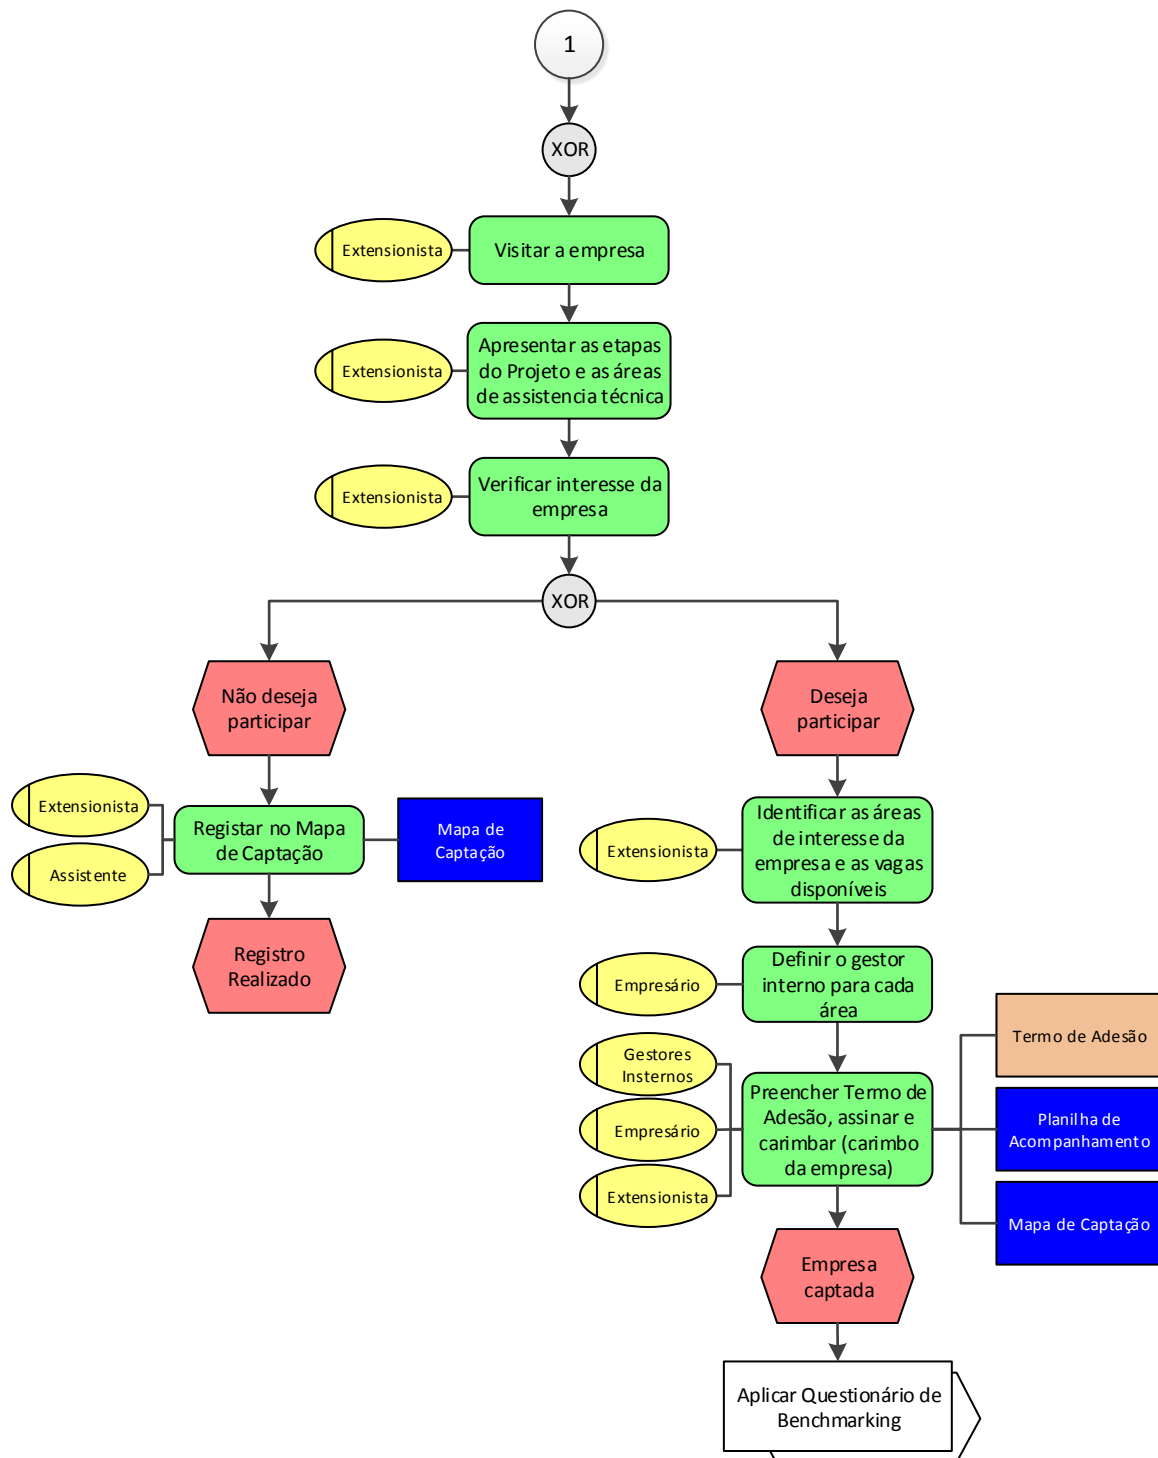 1
XOR
Extensionista
Visitar a empresa
Extensionista
Apresentar as etapas
do Projeto e as áreas
de assistencia técnica
Extensionista
Verificar interesse da
empresa
XOR
Não deseja
participar
Deseja
participar
Extensionista
Assistente
Registar no Mapa
de Captação
Mapa de
Captação
Registro
Realizado
Extensionista
Identificar as áreas
de interesse da
empresa e as vagas
disponíveis
Empresário
Definir o gestor
interno para cada
área
Gestores
Insternos
Empresário
Extensionista
Preencher Termo de
Adesão, assinar e
carimbar (carimbo
da empresa)
Termo de Adesão
Planilha de
Acompanhamento
Mapa de Captação
Empresa
captada
Aplicar Questionário de
Benchmarking